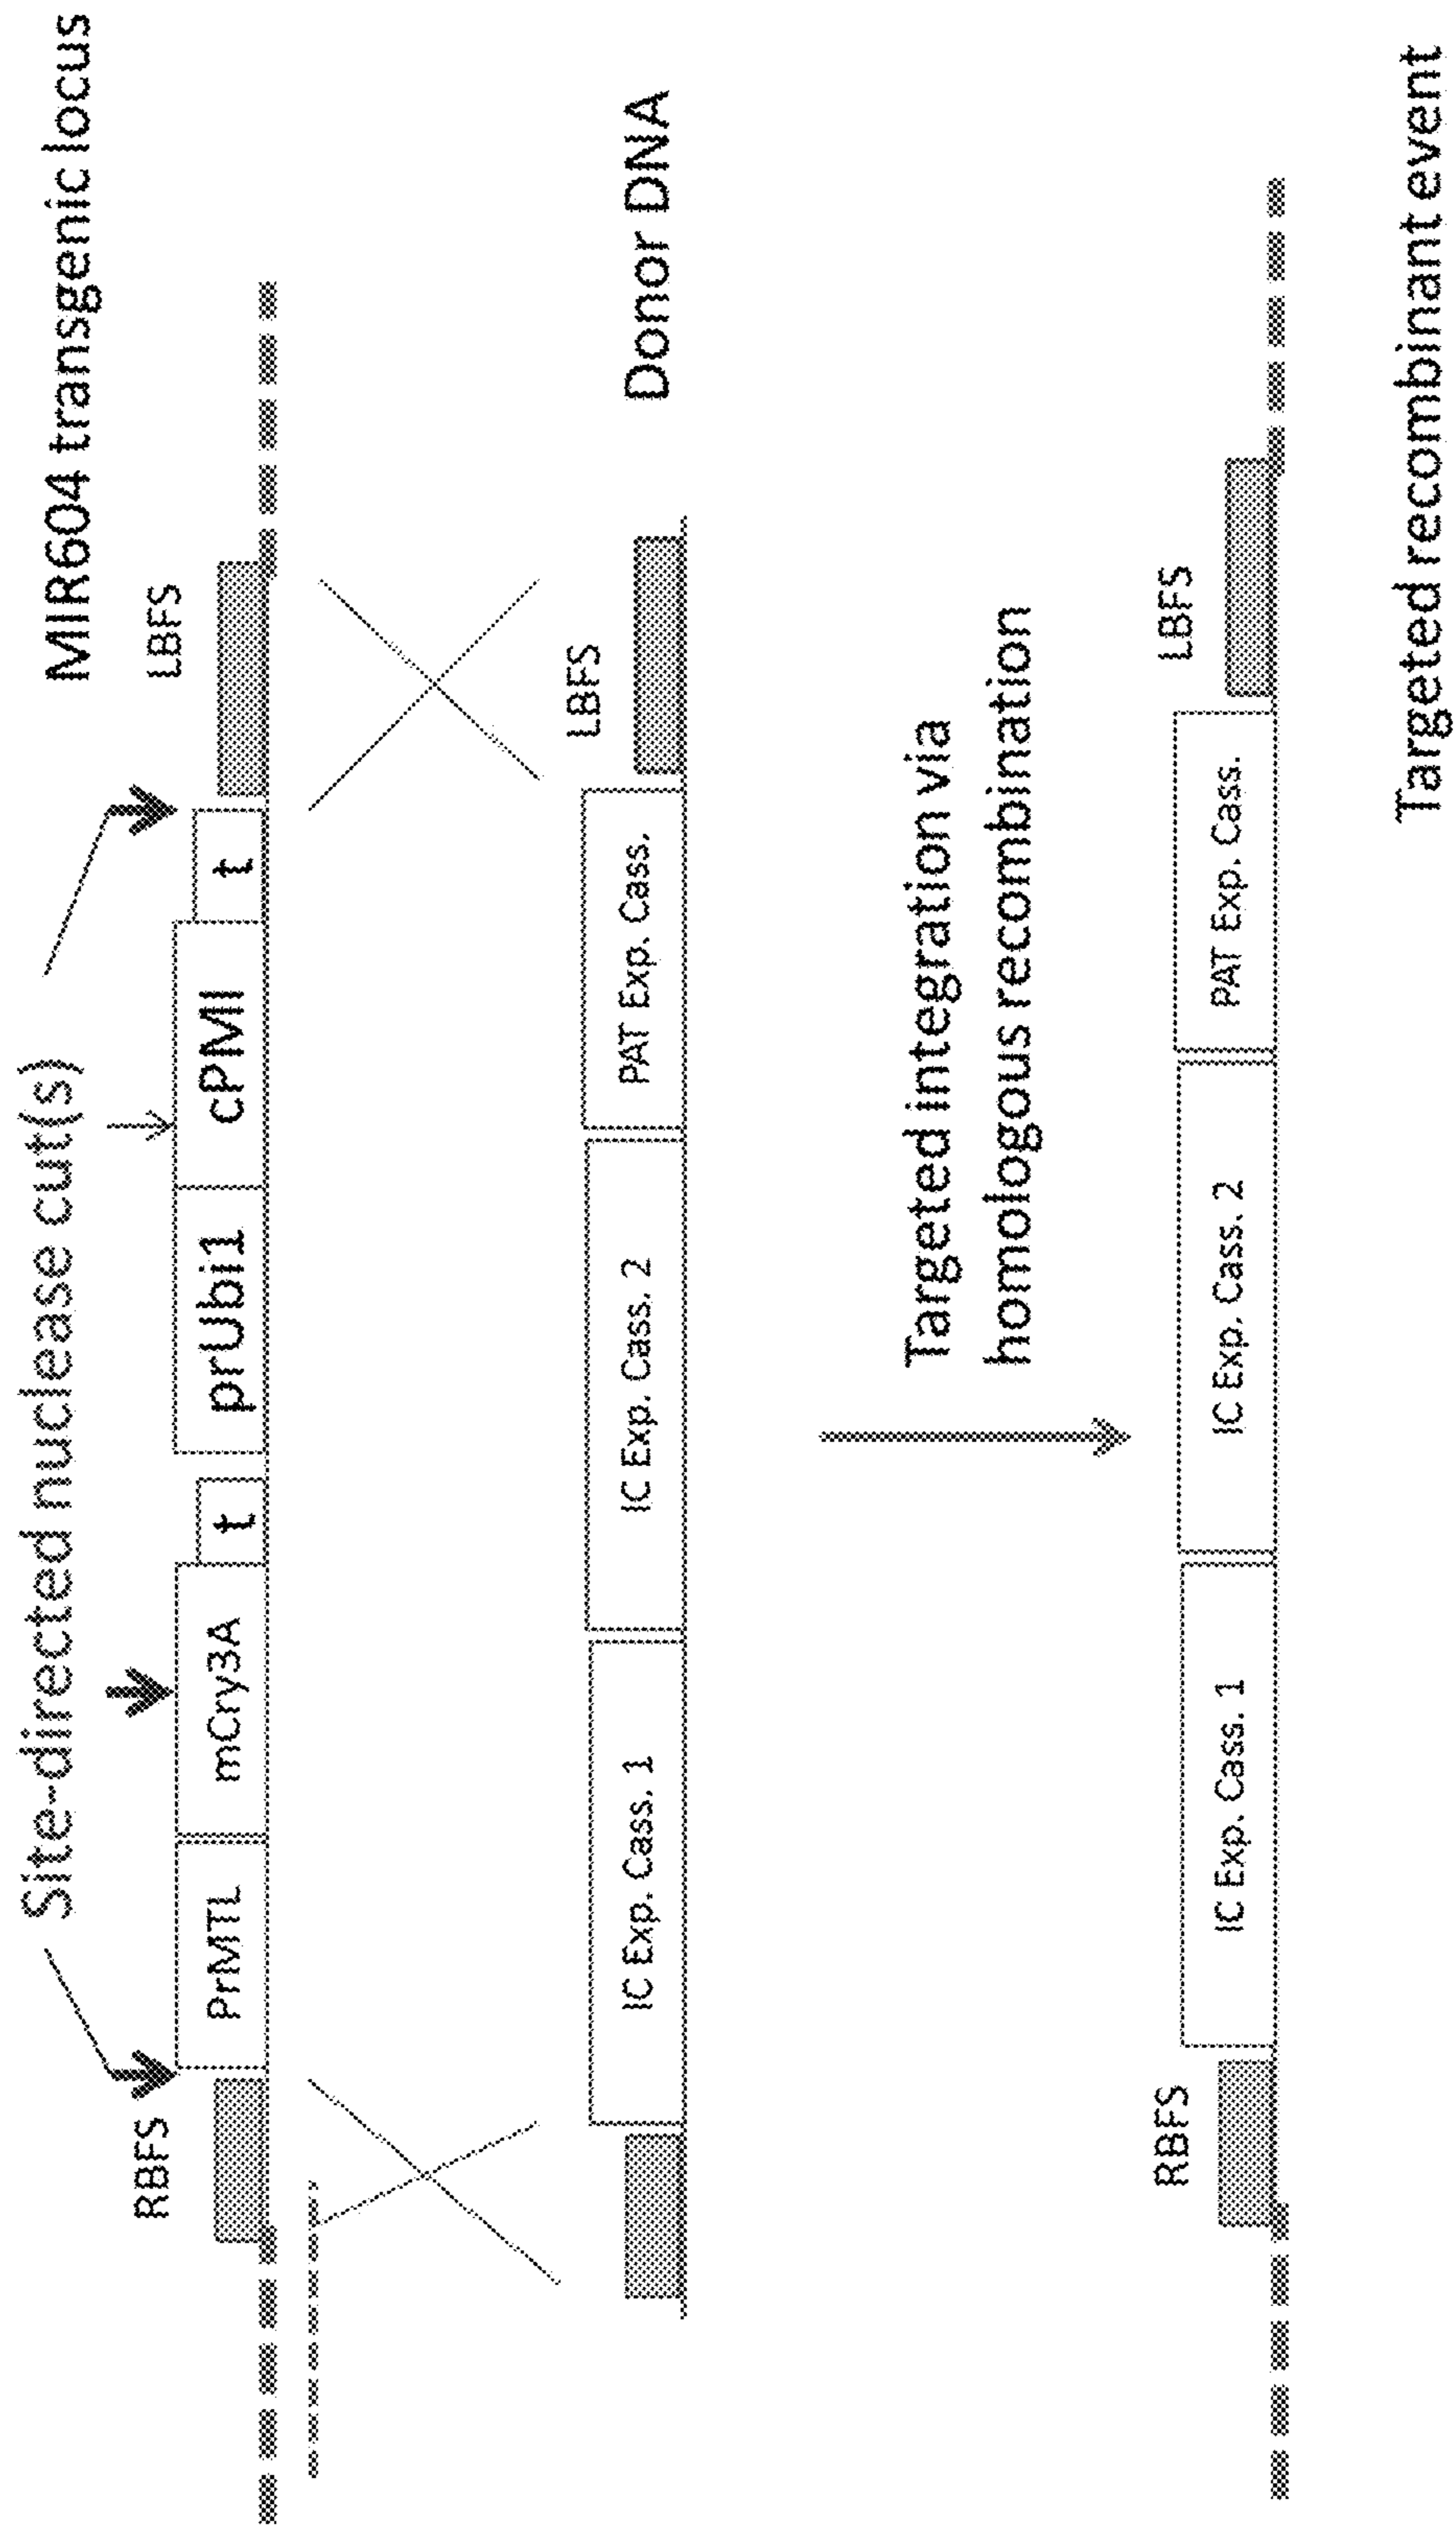 Site-directed nuclease cut(s)
MIR604 transgenic locus
RBFS
LBFS
PrMTL
mCry3A
t
prUbi1
cPMI
t
LBFS
Donor DNA
IC Exp. Cass. 1
IC Exp. Cass. 2
PAT Exp. Cass.
Targeted integration via
homologous recombination
RBFS
LBFS
IC Exp. Cass. 1
IC Exp. Cass. 2
PAT Exp. Cass.
Targeted recombinant event